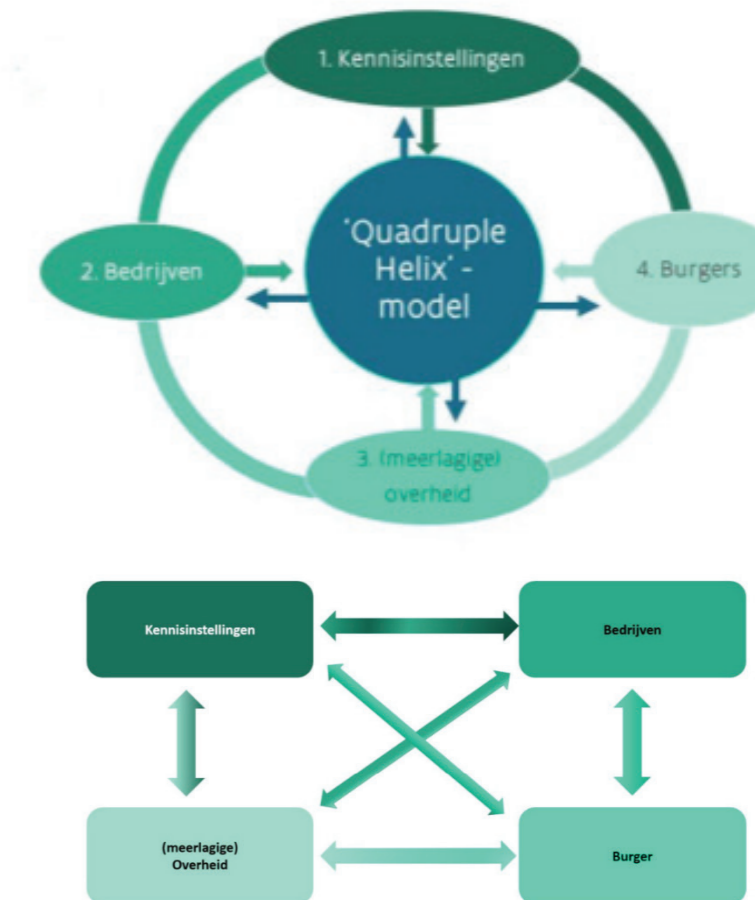 1. Kennisinstellingen
'Quadruple
Helix' -
model
2. Bedrijven
4. Burgers
3. (meerlagige)
overheid
Kennisinstellingen
Bedrijven
(meerlagige)
Overheid
Burger